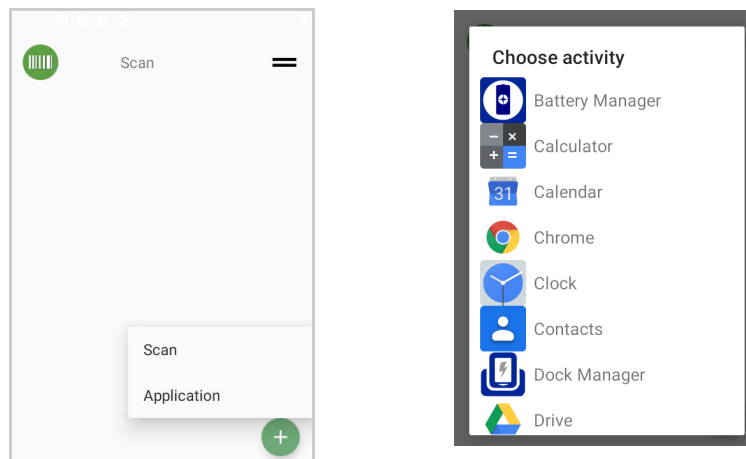 Scan
Scan
Application
Choose activity
Battery Manager
Calculator
31 Calendar
Chrome
Clock
Contacts
Dock Manager
Drive